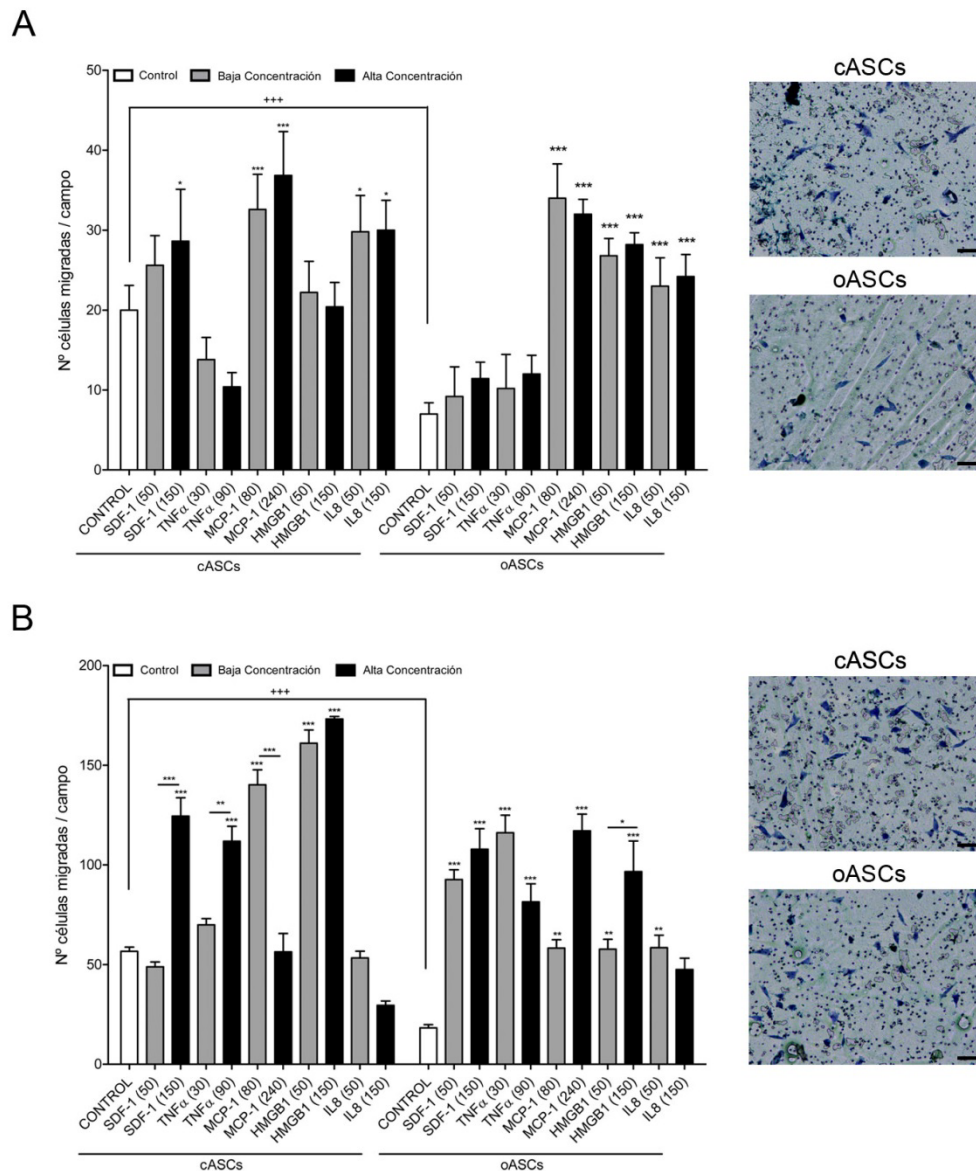 A
Control
Baja Concentración
Alta Concentración
Nº células migradas / campo
50
40
30
20
10
0
+++
*
***
***
*
*
***
***
***
***
***
***
CONTROL
SDF-1 (50)
SDF-1 (150)
TNFα (30)
TNFα (90)
MCP-1 (80)
MCP-1 (240)
HMGB1 (50)
HMGB1 (150)
IL8 (50)
IL8 (150)
CONTROL
SDF-1 (50)
SDF-1 (150)
TNFα (30)
TNFα (90)
MCP-1 (80)
MCP-1 (240)
HMGB1 (50)
HMGB1 (150)
IL8 (50)
IL8 (150)
cASCs
oASCs
cASCs
oASCs
B
Control
Baja Concentración
Alta Concentración
Nº células migradas / campo
200
150
100
50
0
+++
***
***
**
***
***
***
***
***
***
***
***
***
**
***
**
*
***
**
CONTROL
SDF-1 (50)
SDF-1 (150)
TNFα (30)
TNFα (90)
MCP-1 (80)
MCP-1 (240)
HMGB1 (50)
HMGB1 (150)
IL8 (50)
IL8 (150)
CONTROL
SDF-1 (50)
SDF-1 (150)
TNFα (30)
TNFα (90)
MCP-1 (80)
MCP-1 (240)
HMGB1 (50)
HMGB1 (150)
IL8 (50)
IL8 (150)
cASCs
oASCs
cASCs
oASCs